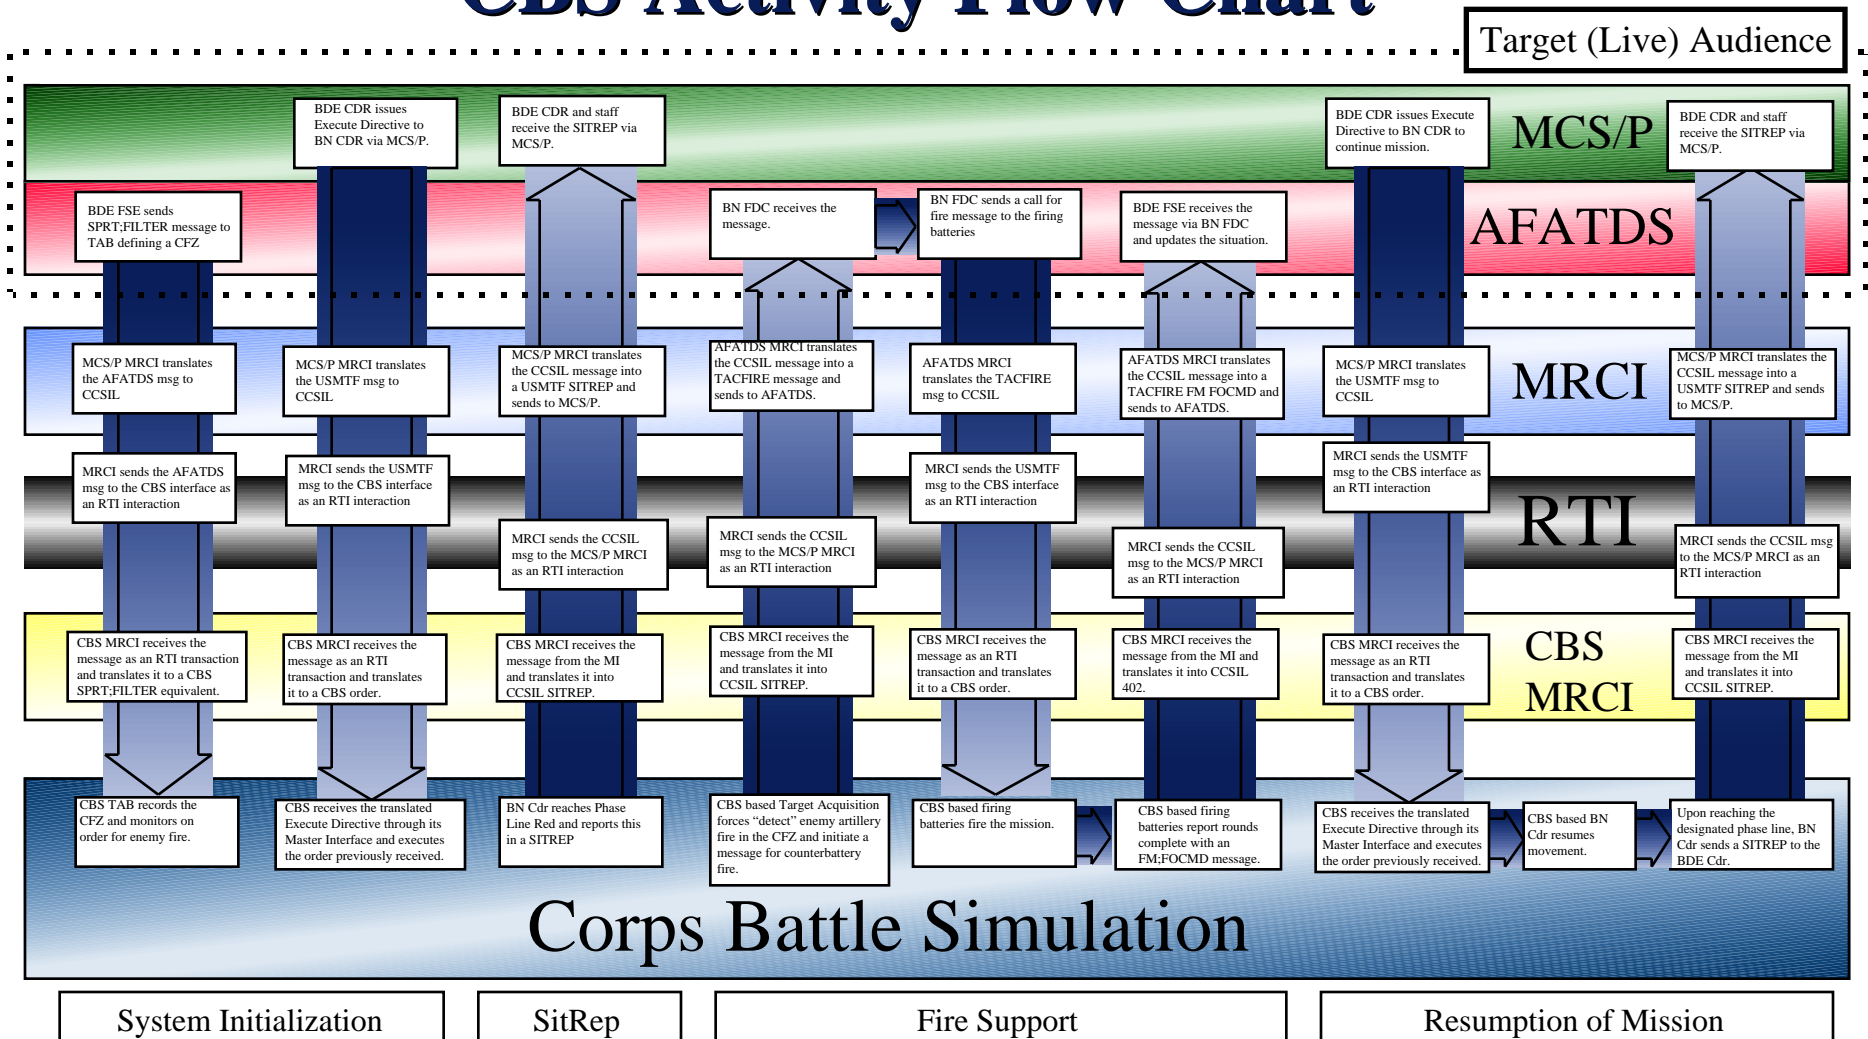 CBS Activity Flow Chart
Target (Live) Audience
BDE CDR issues
Execute Directive to
BN CDR via MCS/P.
BDE CDR and staff
receive the SITREP via
MCS/P.
BDE CDR issues Execute
Directive to BN CDR to
continue mission.
MCS/P
BDE CDR and staff
receive the SITREP via
MCS/P.
BDE FSE sends
SPRT;FILTER message to
TAB defining a CFZ
BN FDC receives the
message.
BN FDC sends a call for
fire message to the firing
batteries
BDE FSE receives the
message via BN FDC
and updates the situation.
AFATDS
MCS/P MRCI translates
the AFATDS msg to
CCSIL
MCS/P MRCI translates
the USMTF msg to
CCSIL
MCS/P MRCI translates
the CCSIL message into
a USMTF SITREP and
sends to MCS/P.
AFATDS MRCI translates
the CCSIL message into a
TACFIRE message and
sends to AFATDS.
AFATDS MRCI
translates the TACFIRE
msg to CCSIL
AFATDS MRCI translates
the CCSIL message into a
TACFIRE FM FOCMD and
sends to AFATDS.
MCS/P MRCI translates
the USMTF msg to
CCSIL
MRCI
MCS/P MRCI translates the
CCSIL message into a
USMTF SITREP and sends
to MCS/P.
MRCI sends the AFATDS
msg to the CBS interface as
an RTI interaction
MRCI sends the USMTF
msg to the CBS interface
as an RTI interaction
MRCI sends the CCSIL
msg to the MCS/P MRCI
as an RTI interaction
MRCI sends the CCSIL
msg to the MCS/P MRCI
as an RTI interaction
MRCI sends the USMTF
msg to the CBS interface
as an RTI interaction
MRCI sends the CCSIL
msg to the MCS/P MRCI
as an RTI interaction
MRCI sends the USMTF
msg to the CBS interface as
an RTI interaction
RTI
MRCI sends the CCSIL msg
to the MCS/P MRCI as an
RTI interaction
CBS MRCI receives the
message as an RTI transaction
and translates it to a CBS
SPRT;FILTER equivalent.
CBS MRCI receives the
message as an RTI
transaction and translates
it to a CBS order.
CBS MRCI receives the
message from the MI
and translates it into
CCSIL SITREP.
CBS MRCI receives the
message from the MI
and translates it into
CCSIL SITREP.
CBS MRCI receives the
message as an RTI
transaction and translates
it to a CBS order.
CBS MRCI receives the
message from the MI and
translates it into CCSIL
402.
CBS MRCI receives the
message as an RTI
transaction and translates
it to a CBS order.
CBS
MRCI
CBS MRCI receives the
message from the MI
and translates it into
CCSIL SITREP.
CBS TAB records the
CFZ and monitors on
order for enemy fire.
CBS receives the translated
Execute Directive through its
Master Interface and executes
the order previously received.
BN Cdr reaches Phase
Line Red and reports this
in a SITREP
CBS based Target Acquisition
forces “detect” enemy artillery
fire in the CFZ and initiate a
message for counterbattery
fire.
CBS based firing
batteries fire the mission.
CBS based firing
batteries report rounds
complete with an
FM;FOCMD message.
CBS receives the translated
Execute Directive through its
Master Interface and executes
the order previously received.
CBS based BN
Cdr resumes
movement.
Upon reaching the
designated phase line, BN
Cdr sends a SITREP to the
BDE Cdr.
Corps Battle Simulation
System Initialization
SitRep
Fire Support
Resumption of Mission